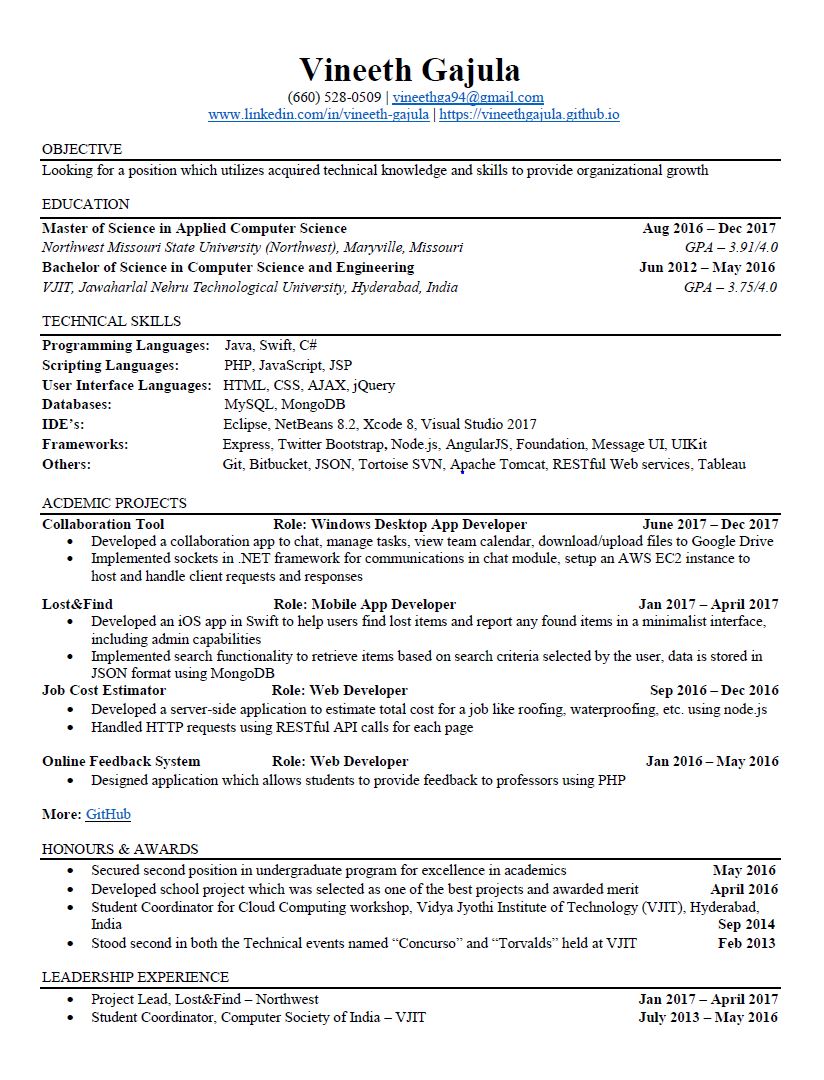 Vineeth Gajula
(660) 528-0509 | vineethga94@gmail.com
www.linkedin.com/in/vineeth-gajula | https://vineethgajula.github.io
OBJECTIVE
Looking for a position which utilizes acquired technical knowledge and skills to provide organizational growth
EDUCATION
Master of Science in Applied Computer Science Aug 2016 – Dec 2017
Northwest Missouri State University (Northwest), Maryville, Missouri GPA – 3.91/4.0
Bachelor of Science in Computer Science and Engineering Jun 2012 – May 2016
VJIT, Jawaharlal Nehru Technological University, Hyderabad, India GPA – 3.75/4.0
TECHNICAL SKILLS
Programming Languages: Java, Swift, C#
Scripting Languages: PHP, JavaScript, JSP
User Interface Languages: HTML, CSS, AJAX, jQuery
Databases: MySQL, MongoDB
IDE’s: Eclipse, NetBeans 8.2, Xcode 8, Visual Studio 2017
Frameworks: Express, Twitter Bootstrap, Node.js, AngularJS, Foundation, Message UI, UIKit
Others: Git, Bitbucket, JSON, Tortoise SVN, Apache Tomcat, RESTful Web services, Tableau
ACDEMIC PROJECTS
Collaboration Tool Role: Windows Desktop App Developer June 2017 – Dec 2017
• Developed a collaboration app to chat, manage tasks, view team calendar, download/upload files to Google Drive
• Implemented sockets in .NET framework for communications in chat module, setup an AWS EC2 instance to
host and handle client requests and responses
Lost&Find Role: Mobile App Developer Jan 2017 – April 2017
• Developed an iOS app in Swift to help users find lost items and report any found items in a minimalist interface,
including admin capabilities
• Implemented search functionality to retrieve items based on search criteria selected by the user, data is stored in
JSON format using MongoDB
Job Cost Estimator Role: Web Developer Sep 2016 – Dec 2016
• Developed a server-side application to estimate total cost for a job like roofing, waterproofing, etc. using node.js
• Handled HTTP requests using RESTful API calls for each page
Online Feedback System Role: Web Developer Jan 2016 – May 2016
• Designed application which allows students to provide feedback to professors using PHP
More: GitHub
HONOURS & AWARDS
• Secured second position in undergraduate program for excellence in academics May 2016
• Developed school project which was selected as one of the best projects and awarded merit April 2016
• Student Coordinator for Cloud Computing workshop, Vidya Jyothi Institute of Technology (VJIT), Hyderabad,
India Sep 2014
• Stood second in both the Technical events named “Concurso” and “Torvalds” held at VJIT Feb 2013
LEADERSHIP EXPERIENCE
• Project Lead, Lost&Find – Northwest Jan 2017 – April 2017
• Student Coordinator, Computer Society of India – VJIT July 2013 – May 2016